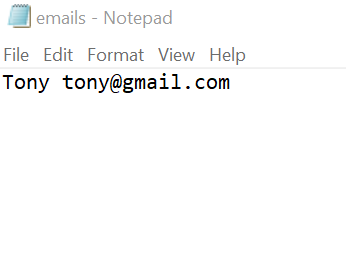 emails - Notepad
File Edit Format View Help
Tony tony@gmail.com